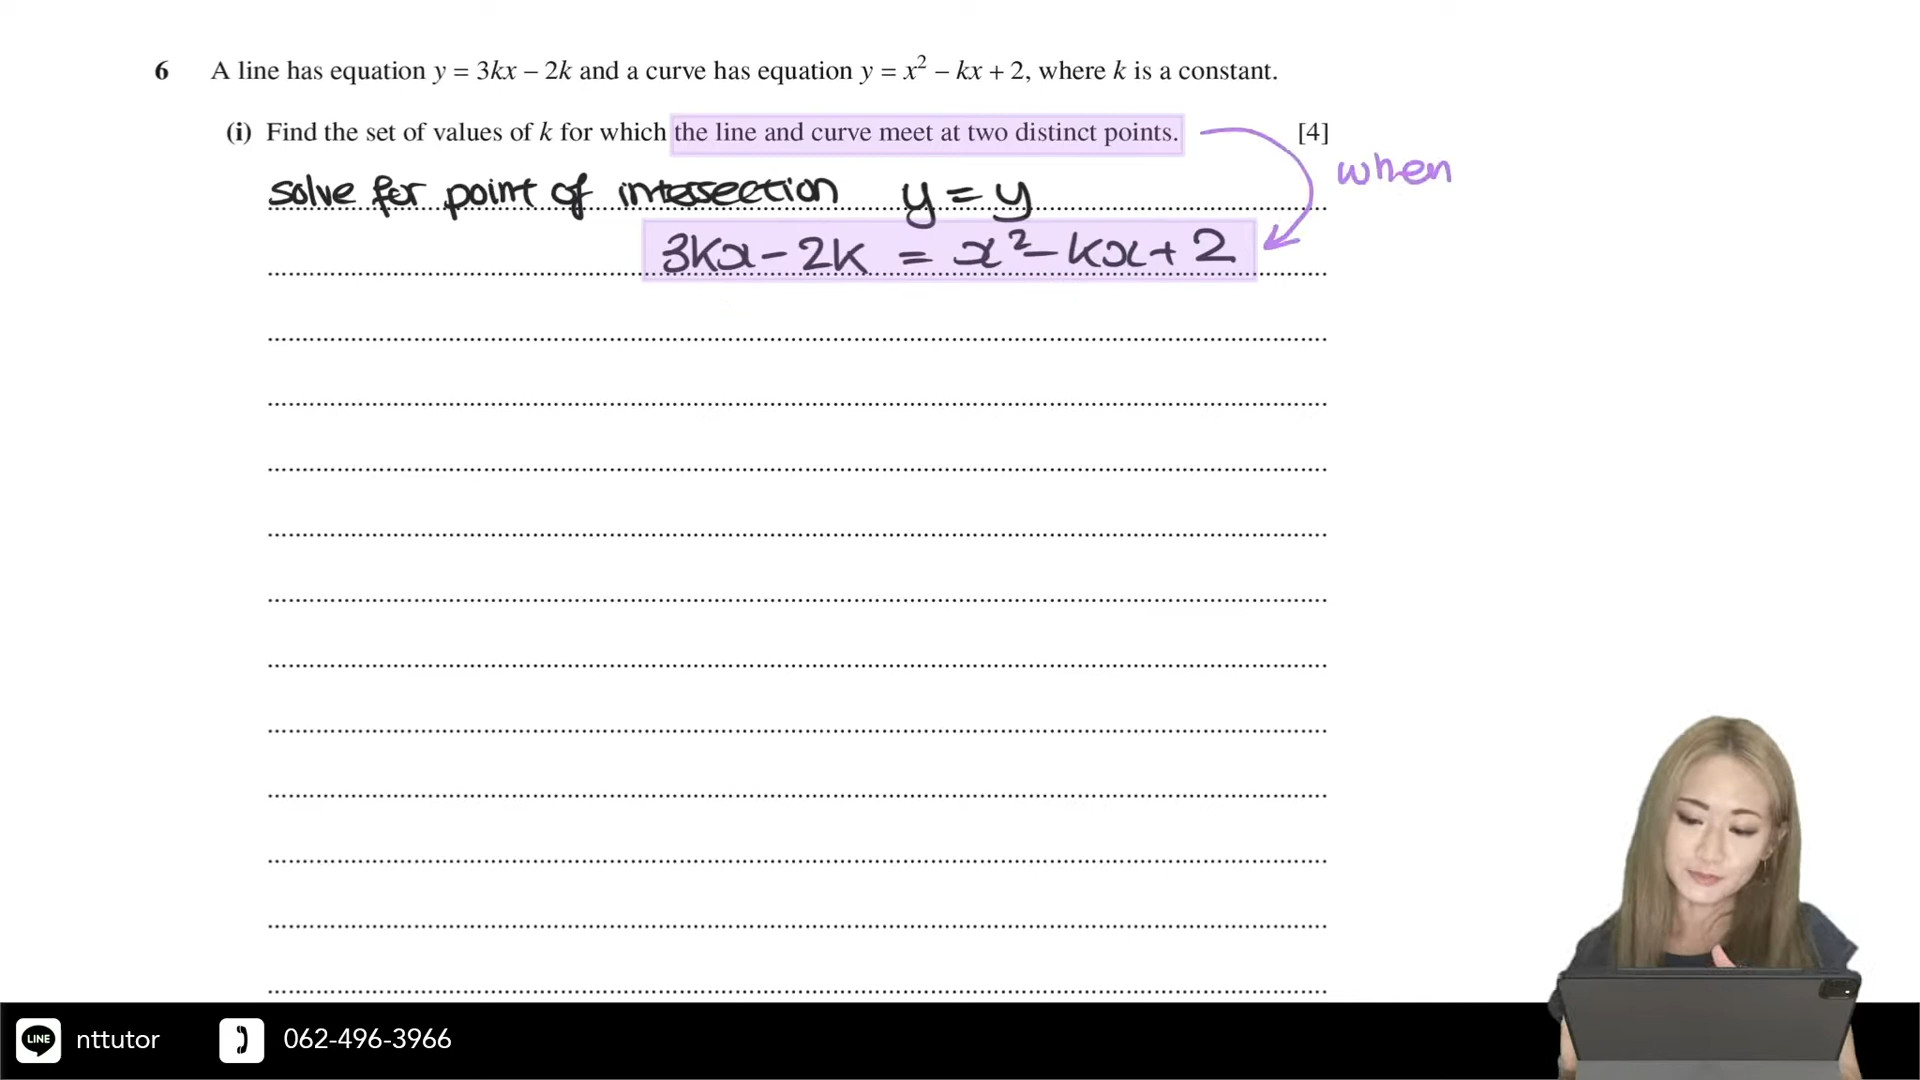 6 A line has equation y = 3kx − 2k and a curve has equation y = x² − kx + 2, where k is a constant.
(i) Find the set of values of k for which the line and curve meet at two distinct points. [4]
when
solve for point of intersection y = y
3kx − 2k = x² − kx + 2
LINE nttutor 062-496-3966